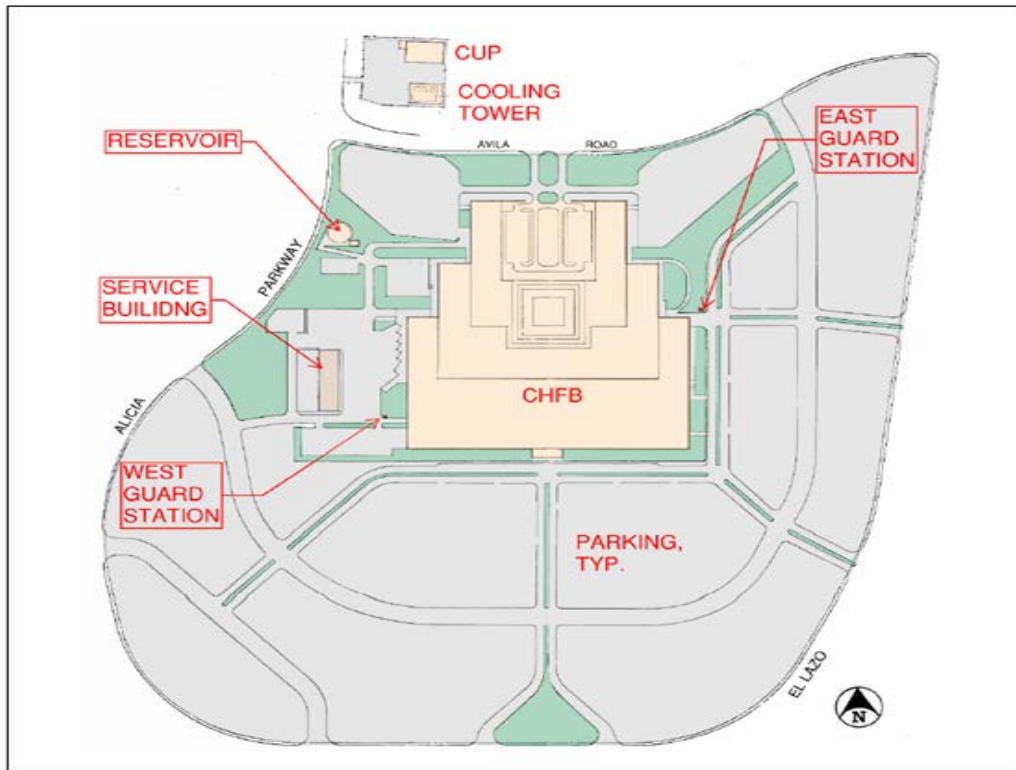 CUP
COOLING
TOWER
RESERVOIR
AVILA ROAD
EAST
GUARD
STATION
PARKWAY
SERVICE
BUILIDNG
CHFB
ALICIA
WEST
GUARD
STATION
PARKING,
TYP.
EL LAZO
N